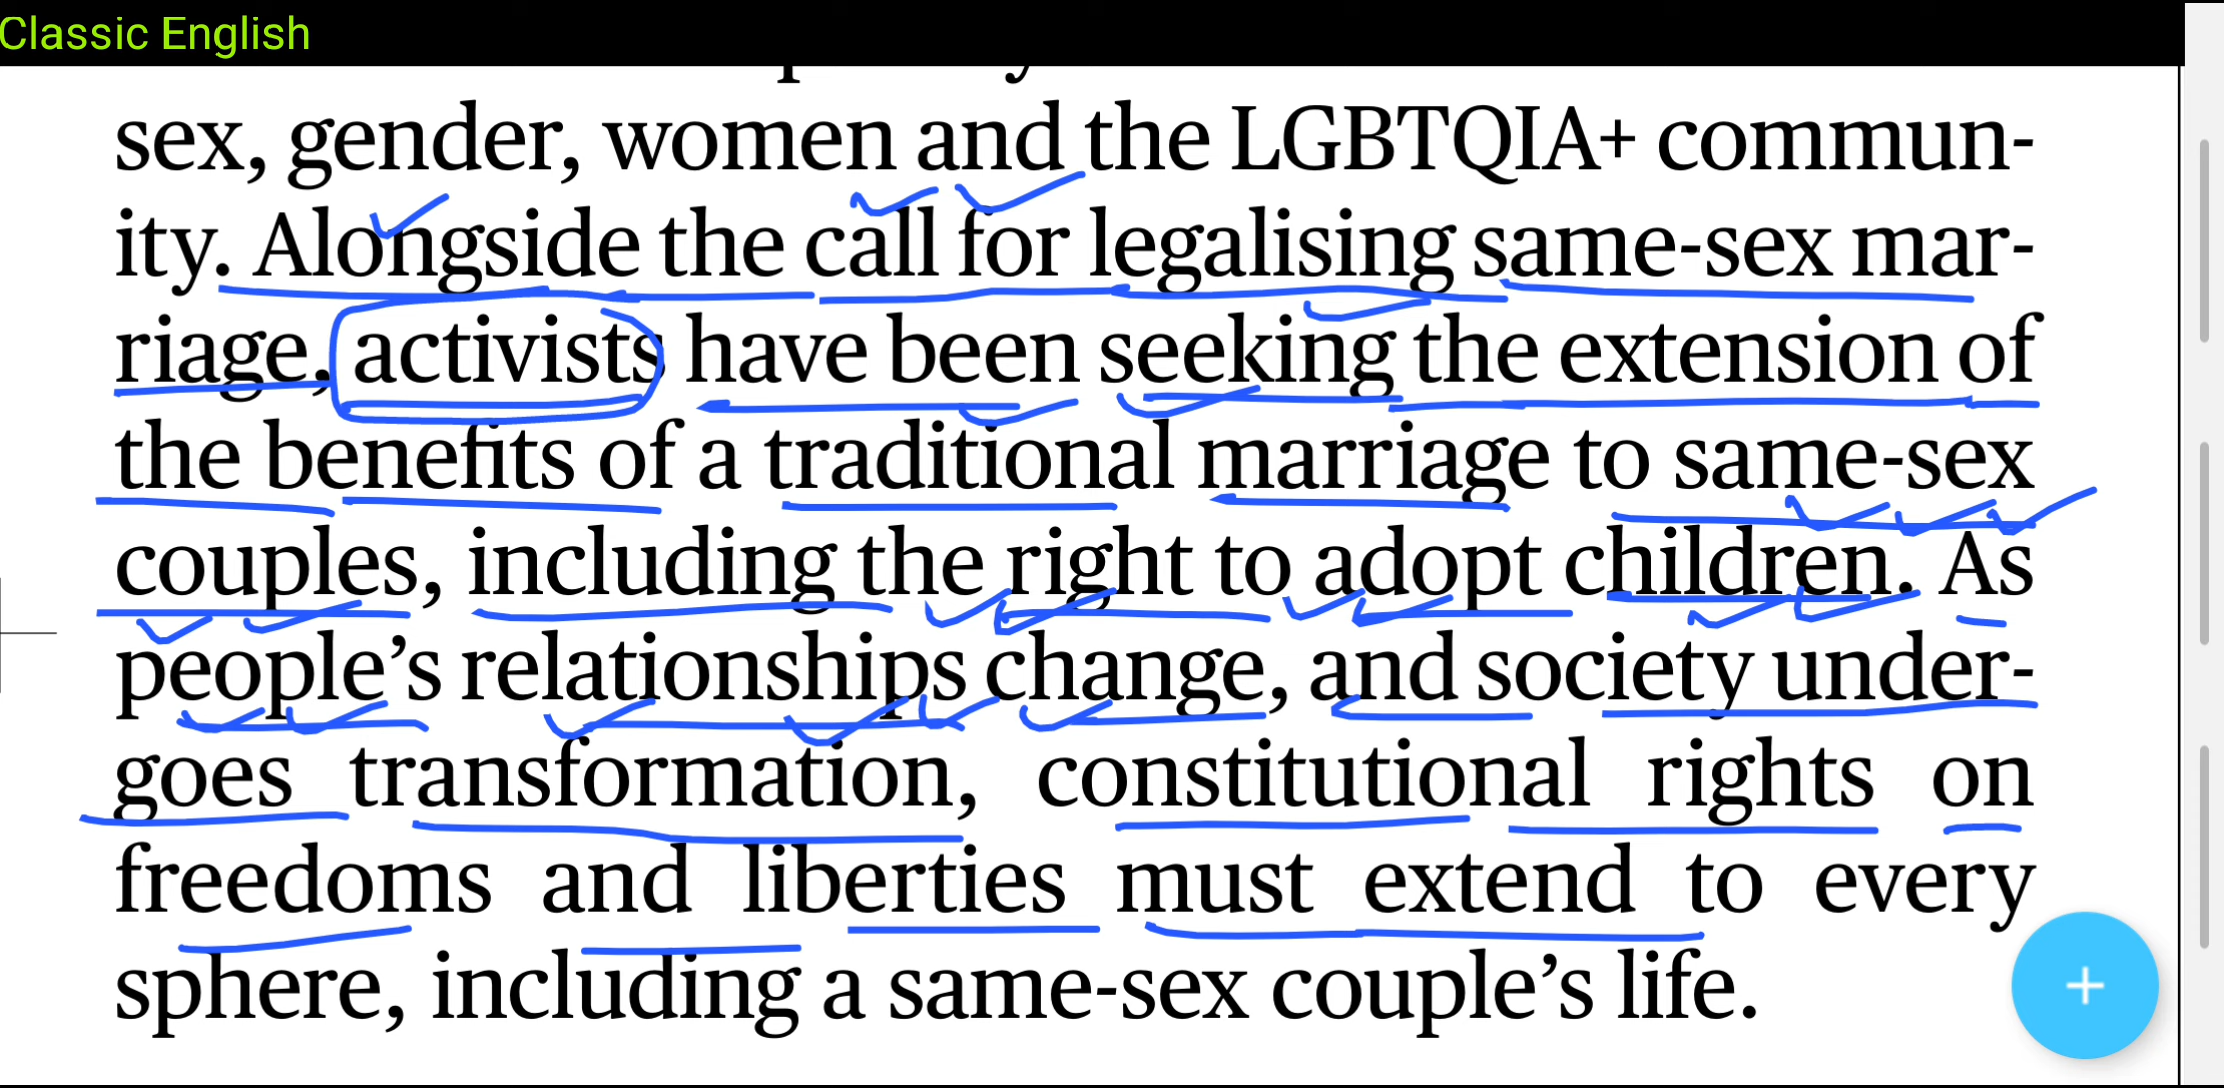 Classic English
sex, gender, women and the LGBTQIA+ commun-
ity. Alongside the call for legalising same-sex mar-
riage, activists have been seeking the extension of
the benefits of a traditional marriage to same-sex
couples, including the right to adopt children. As
people’s relationships change, and society under-
goes transformation, constitutional rights on
freedoms and liberties must extend to every
sphere, including a same-sex couple’s life.